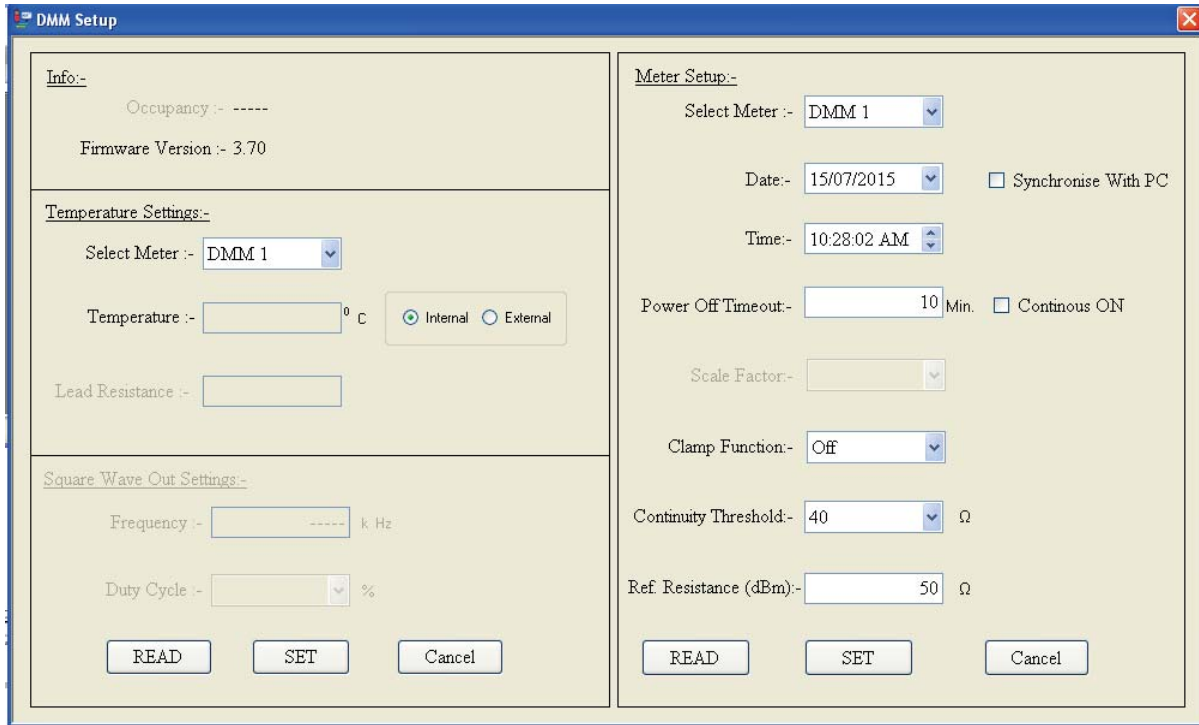 DMM Setup
Info:-
Occupancy :- -----
Firmware Version :- 3.70
Temperature Settings:-
Select Meter :- DMM 1
Temperature :- ⁰ C Internal External
Lead Resistance :-
Square Wave Out Settings:-
Frequency :- ----- k Hz
Duty Cycle :- %
READ SET Cancel
Meter Setup:-
Select Meter :- DMM 1
Date:- 15/07/2015 Synchronise With PC
Time:- 10:28:02 AM
Power Off Timeout:- 10 Min. Continous ON
Scale Factor:-
Clamp Function:- Off
Continuity Threshold:- 40 Ω
Ref. Resistance (dBm):- 50 Ω
READ SET Cancel